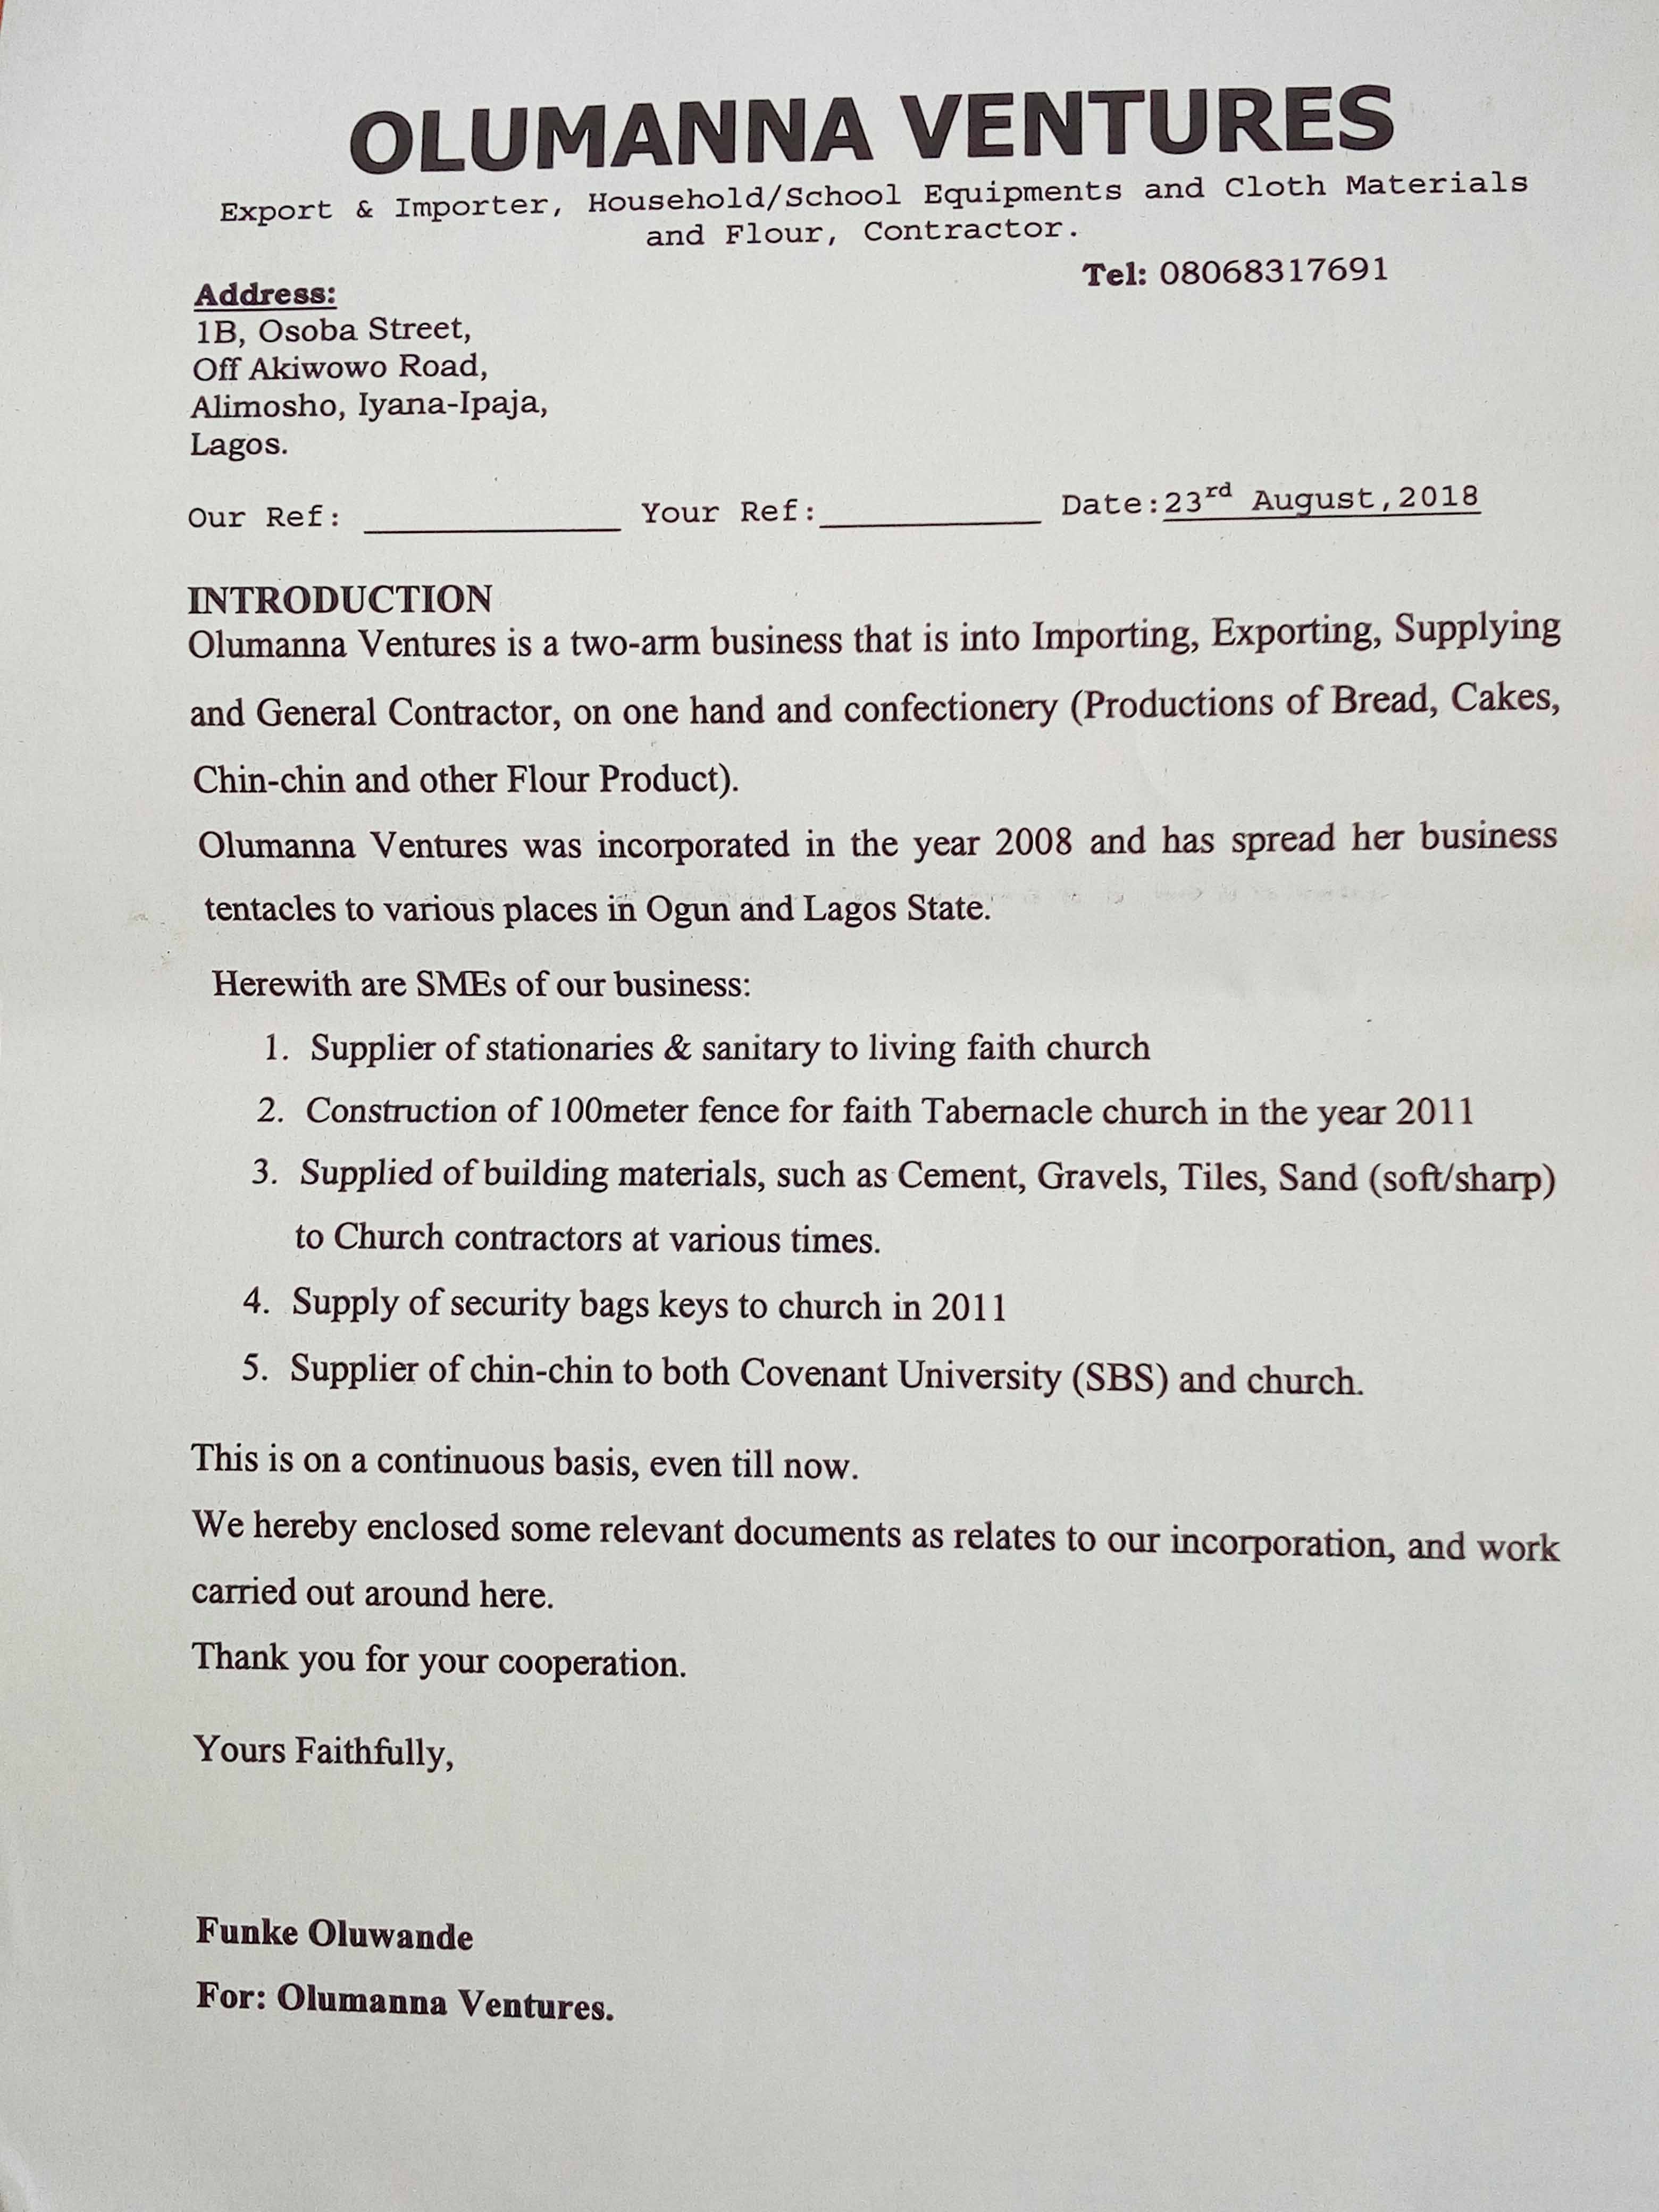 OLUMANNA VENTURES
Export & Importer, Household/School Equipments and Cloth Materials
and Flour, Contractor.
Tel: 08068317691
Address:
1B, Osoba Street,
Off Akiwowo Road,
Alimosho, Iyana-Ipaja,
Lagos.
Our Ref: ____________ Your Ref:____________ Date:23rd August,2018
INTRODUCTION
Olumanna Ventures is a two-arm business that is into Importing, Exporting, Supplying
and General Contractor, on one hand and confectionery (Productions of Bread, Cakes,
Chin-chin and other Flour Product).
Olumanna Ventures was incorporated in the year 2008 and has spread her business
tentacles to various places in Ogun and Lagos State.
Herewith are SMEs of our business:
1. Supplier of stationaries & sanitary to living faith church
2. Construction of 100meter fence for faith Tabernacle church in the year 2011
3. Supplied of building materials, such as Cement, Gravels, Tiles, Sand (soft/sharp)
to Church contractors at various times.
4. Supply of security bags keys to church in 2011
5. Supplier of chin-chin to both Covenant University (SBS) and church.
This is on a continuous basis, even till now.
We hereby enclosed some relevant documents as relates to our incorporation, and work
carried out around here.
Thank you for your cooperation.
Yours Faithfully,
Funke Oluwande
For: Olumanna Ventures.